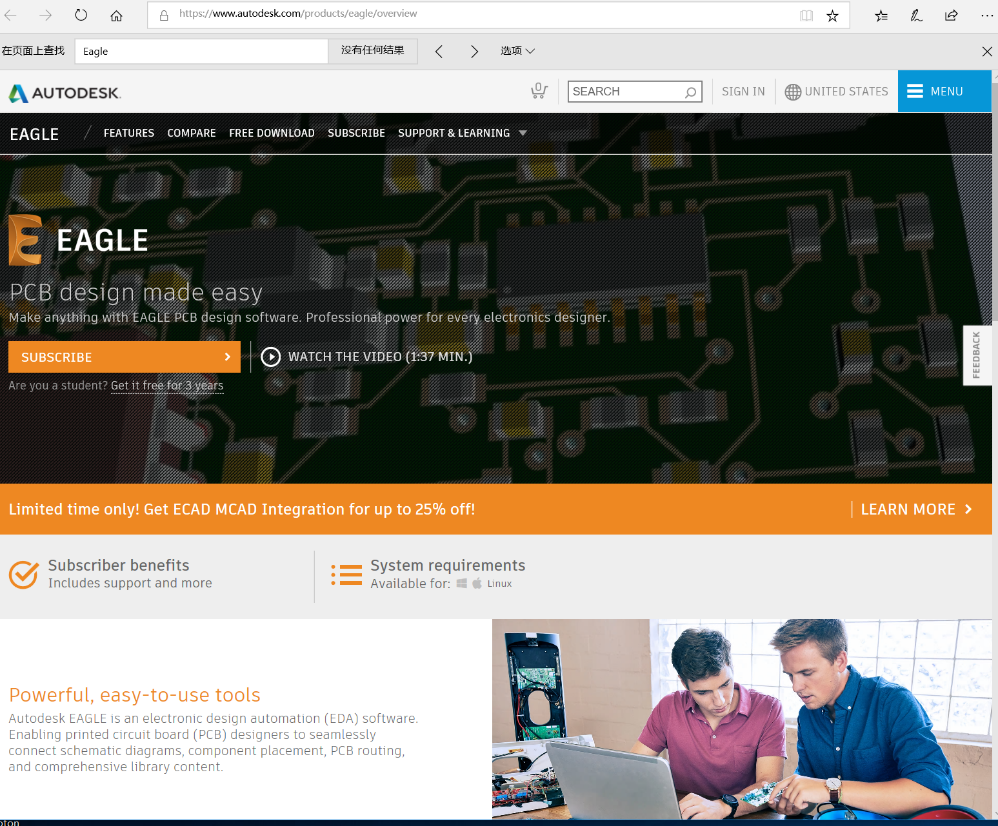 https://www.autodesk.com/products/eagle/overview
在页面上查找 Eagle 没有任何结果 选项
AUTODESK. 0 SEARCH SIGN IN UNITED STATES MENU
EAGLE / FEATURES COMPARE FREE DOWNLOAD SUBSCRIBE SUPPORT & LEARNING
E EAGLE
PCB design made easy
Make anything with EAGLE PCB design software. Professional power for every electronics designer.
SUBSCRIBE WATCH THE VIDEO (1:37 MIN.)
FEEDBACK
Are you a student? Get it free for 3 years
Limited time only! Get ECAD MCAD Integration for up to 25% off! LEARN MORE
Subscriber benefits
Includes support and more
System requirements
Available for: Linux
Powerful, easy-to-use tools
Autodesk EAGLE is an electronic design automation (EDA) software.
Enabling printed circuit board (PCB) designers to seamlessly
connect schematic diagrams, component placement, PCB routing,
and comprehensive library content.